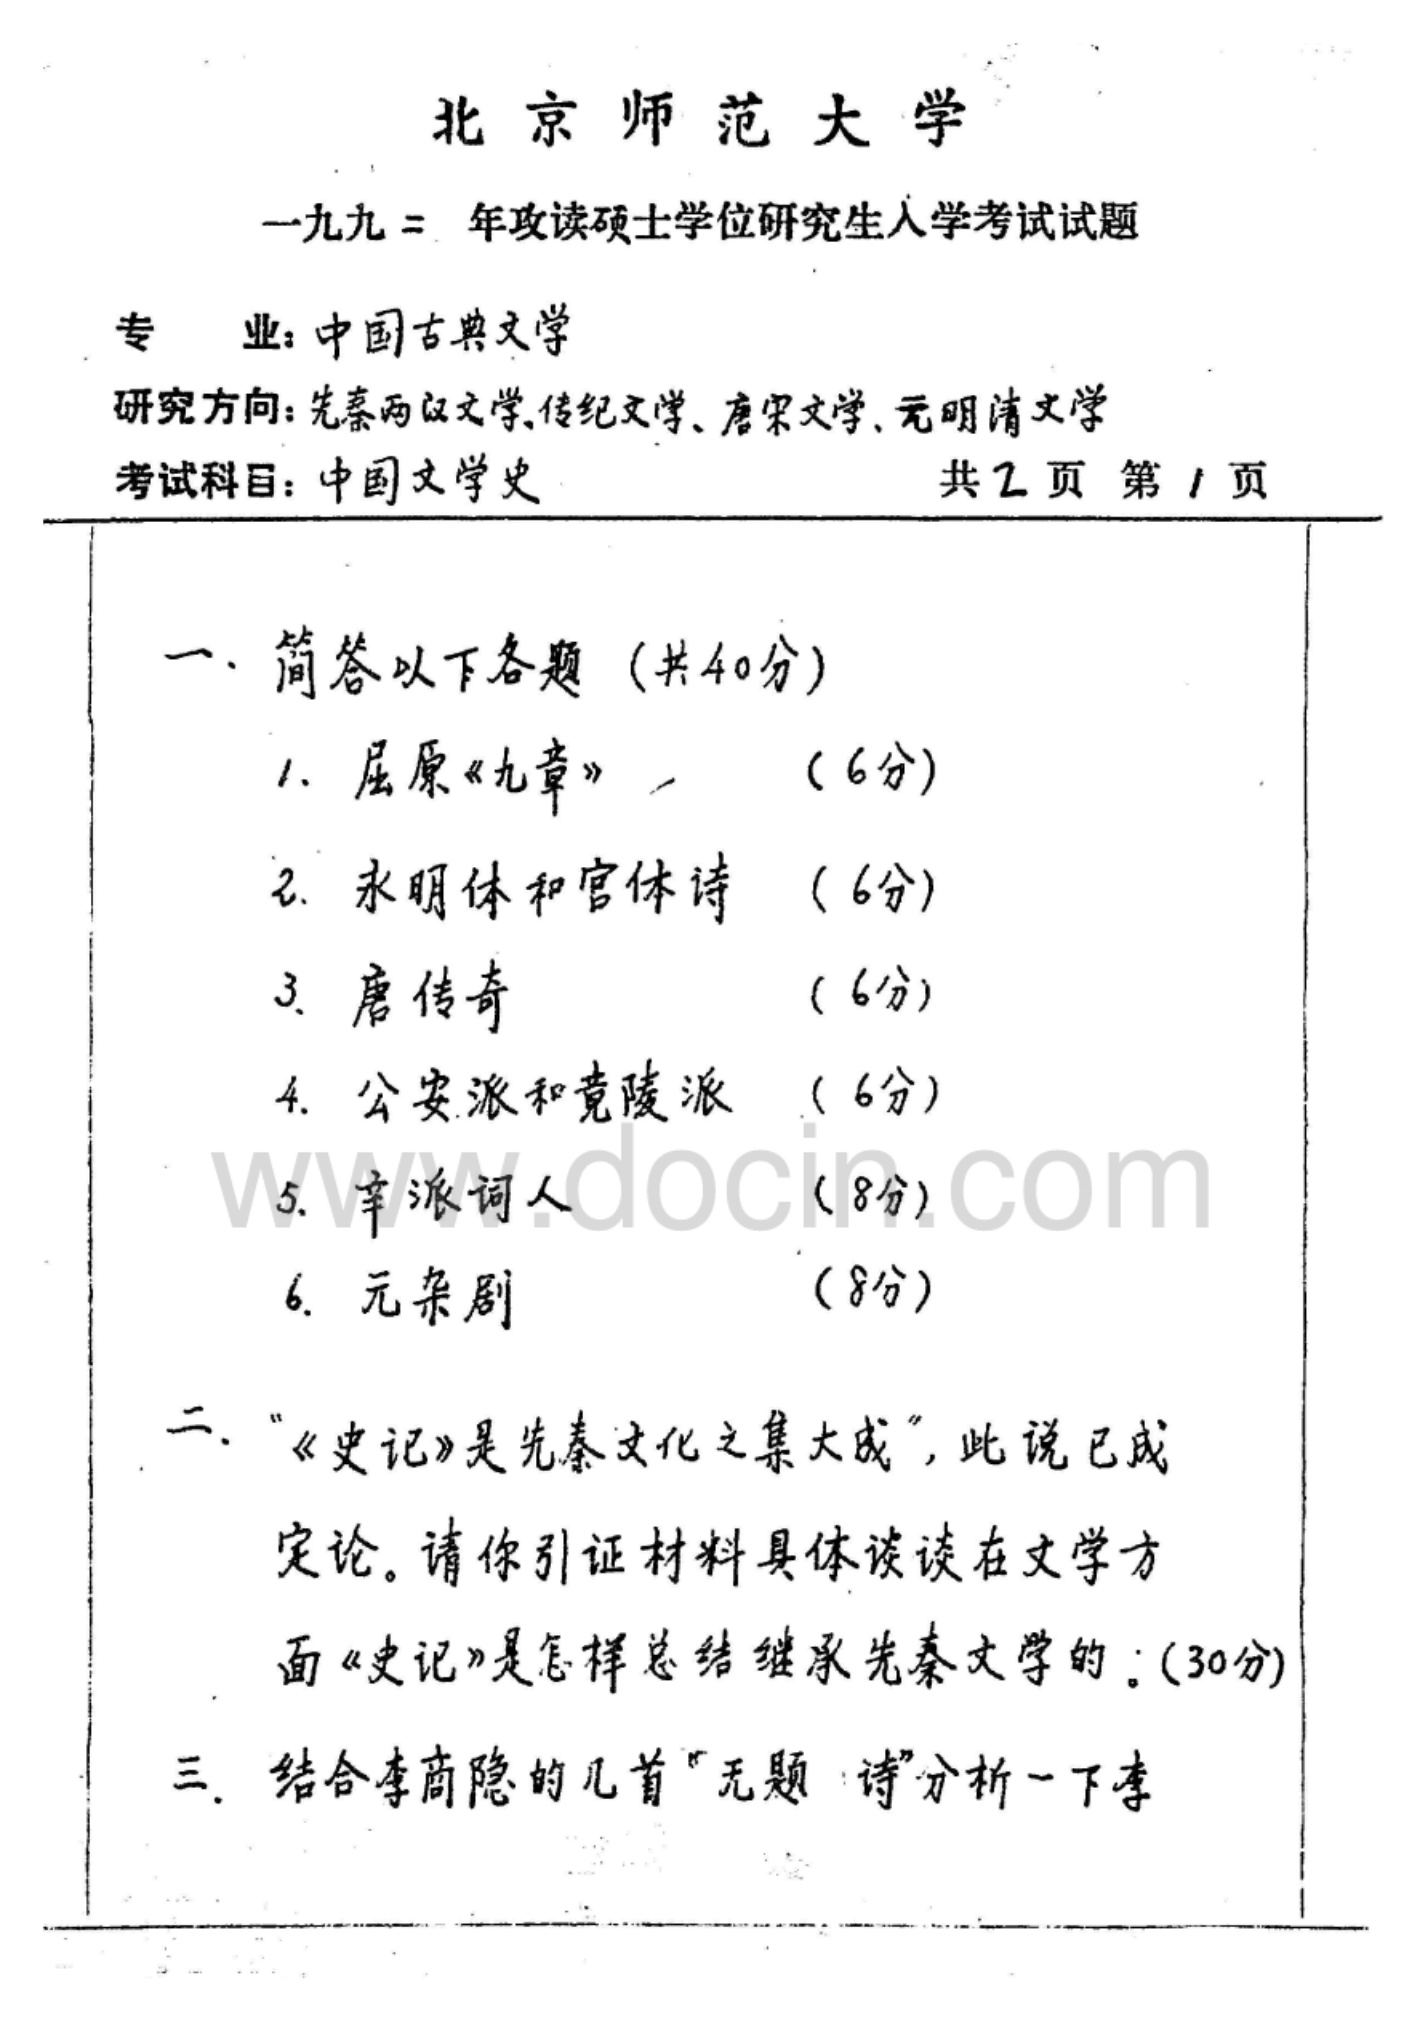 北京师范大学
一九九二 年攻读硕士学位研究生入学考试试题
专 业：中国古典文学
研究方向：先秦两汉文学、传纪文学、唐宋文学、元明清文学
考试科目：中国文学史 共2页 第1页
一、简答以下各题（共40分）
1. 屈原《九章》 （6分）
2. 永明体和宫体诗 （6分）
3. 唐传奇 （6分）
4. 公安派和竟陵派 （6分）
www.docin.com
5. 辛派词人 （8分）
6. 元杂剧 （8分）
二、“《史记》是先秦文化之集大成”，此说已成
定论。请你引证材料具体谈谈在文学方
面《史记》是怎样总结继承先秦文学的。（30分）
三、结合李商隐的几首“无题 诗”分析一下李